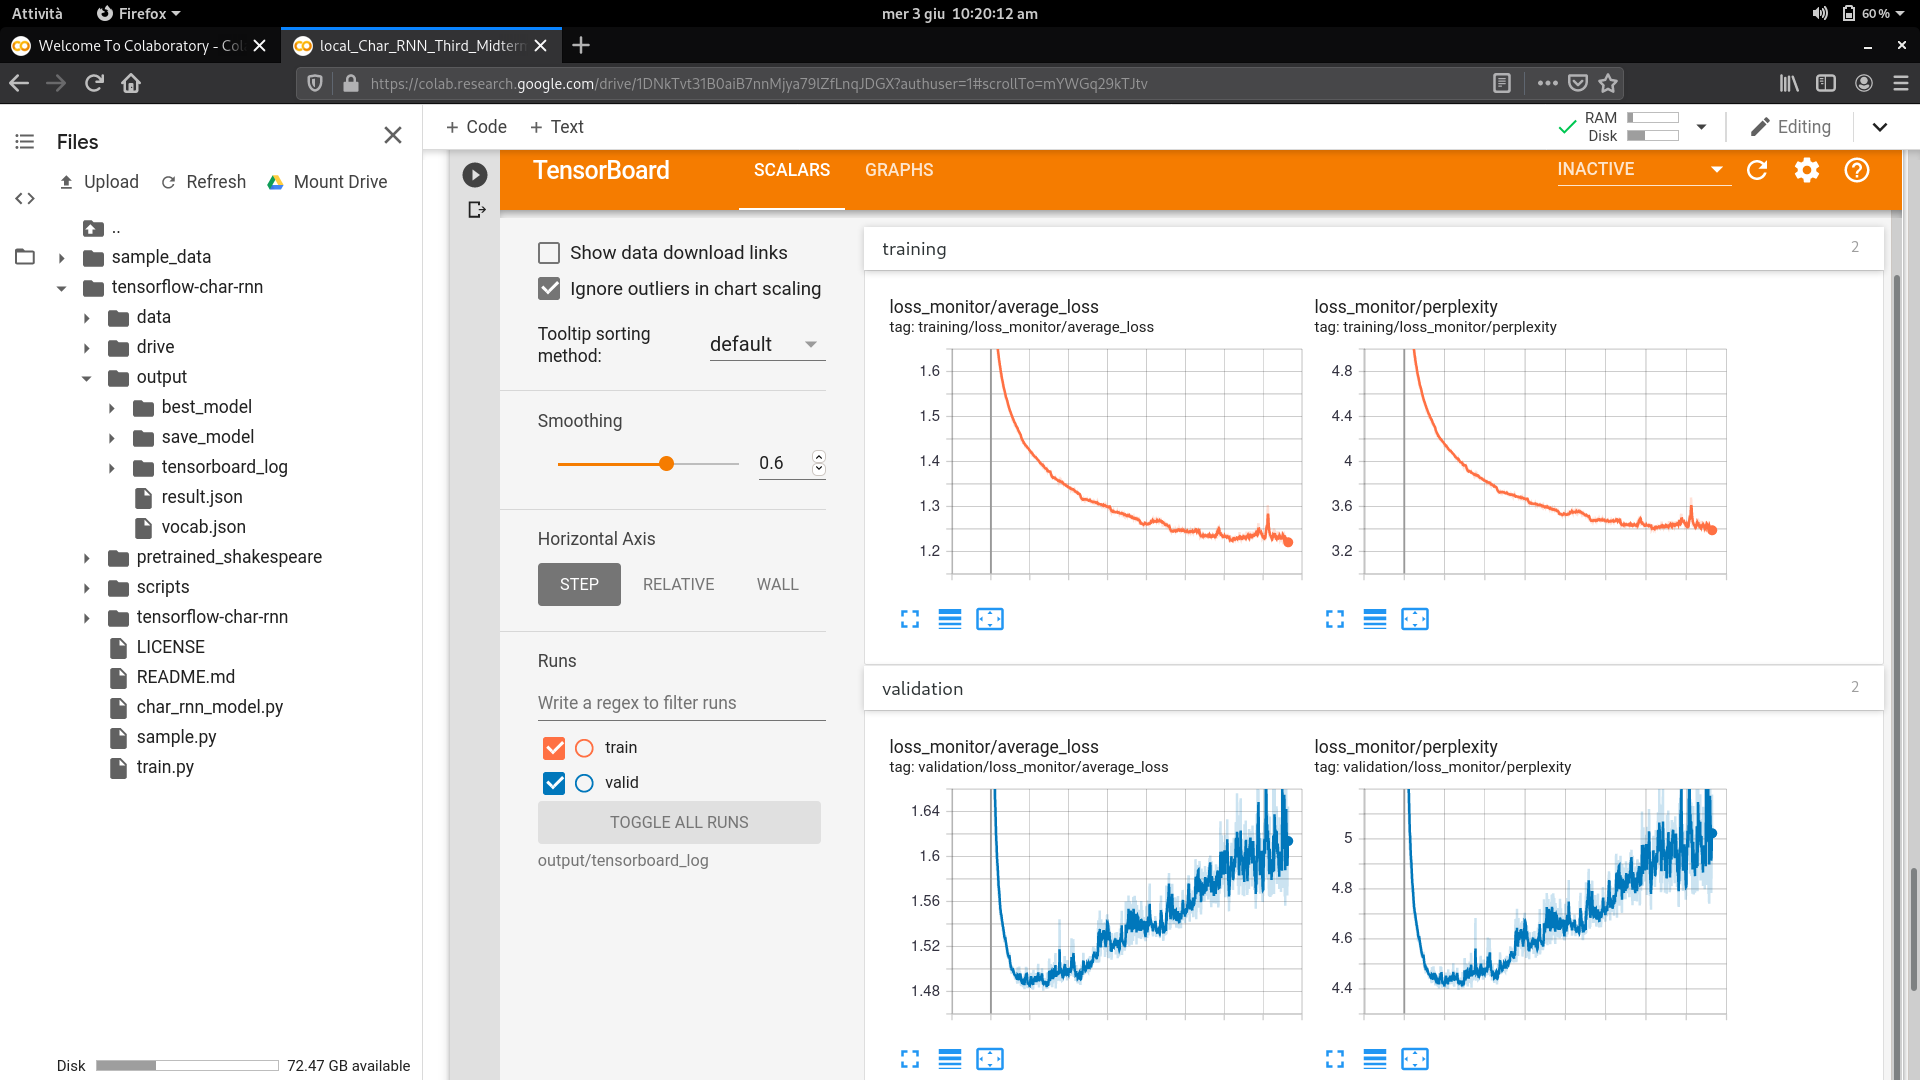 Attività
Firefox
mer 3 giu 10:20:12 am
60 %
Welcome To Colaboratory - Col
local_Char_RNN_Third_Midterm
https://colab.research.google.com/drive/1DNkTvt31B0aiB7nnMjya79lZfLnqJDGX?authuser=1#scrollTo=mYWGq29kTJtv
Files
+ Code
+ Text
RAM
Disk
Editing
Upload
Refresh
Mount Drive
..
sample_data
tensorflow-char-rnn
data
drive
output
best_model
save_model
tensorboard_log
result.json
vocab.json
pretrained_shakespeare
scripts
tensorflow-char-rnn
LICENSE
README.md
char_rnn_model.py
sample.py
train.py
Disk
72.47 GB available
TensorBoard
SCALARS
GRAPHS
INACTIVE
Show data download links
Ignore outliers in chart scaling
Tooltip sorting
method:
default
Smoothing
0.6
Horizontal Axis
STEP
RELATIVE
WALL
Runs
Write a regex to filter runs
train
valid
TOGGLE ALL RUNS
output/tensorboard_log
training
2
loss_monitor/average_loss
tag: training/loss_monitor/average_loss
1.6
1.5
1.4
1.3
1.2
loss_monitor/perplexity
tag: training/loss_monitor/perplexity
4.8
4.4
4
3.6
3.2
validation
2
loss_monitor/average_loss
tag: validation/loss_monitor/average_loss
1.64
1.6
1.56
1.52
1.48
loss_monitor/perplexity
tag: validation/loss_monitor/perplexity
5
4.8
4.6
4.4